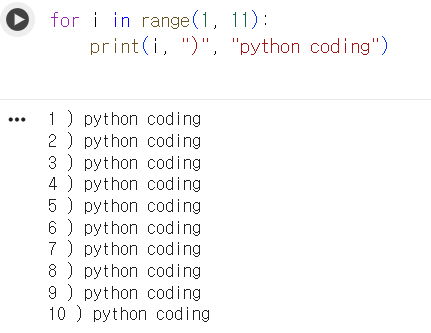 for i in range(1, 11):
    print(i, ")", "python coding")
1 ) python coding
2 ) python coding
3 ) python coding
4 ) python coding
5 ) python coding
6 ) python coding
7 ) python coding
8 ) python coding
9 ) python coding
10 ) python coding